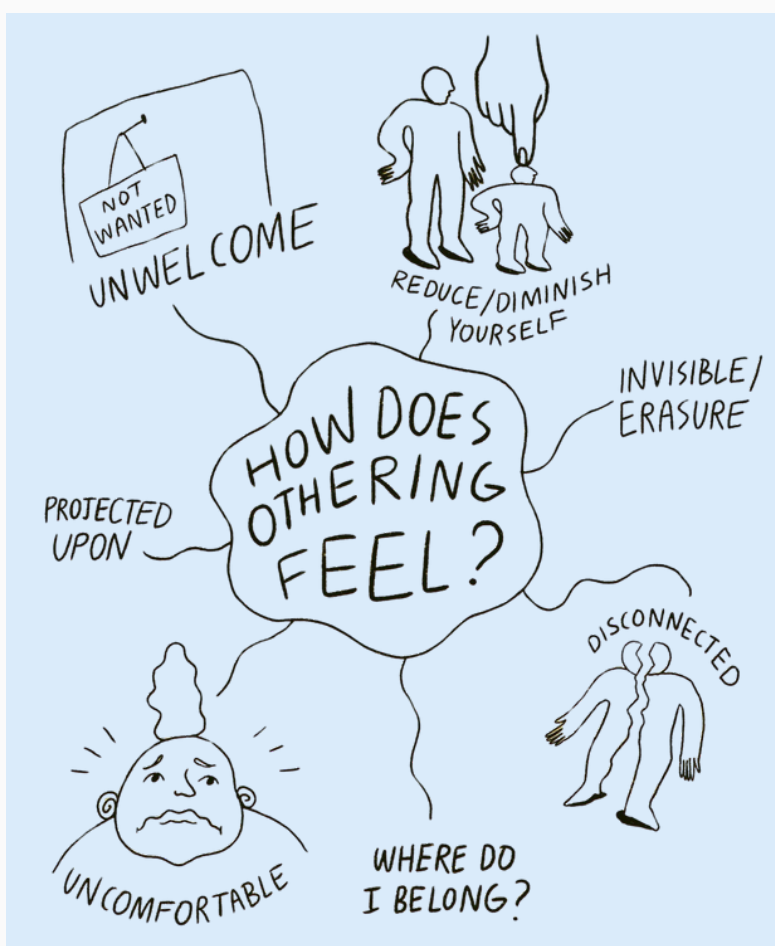 NOT
WANTED
UNWELCOME
REDUCE/DIMINISH
YOURSELF
INVISIBLE/
ERASURE
HOW DOES
OTHERING
FEEL?
PROJECTED
UPON
DISCONNECTED
UNCOMFORTABLE
WHERE DO
I BELONG?